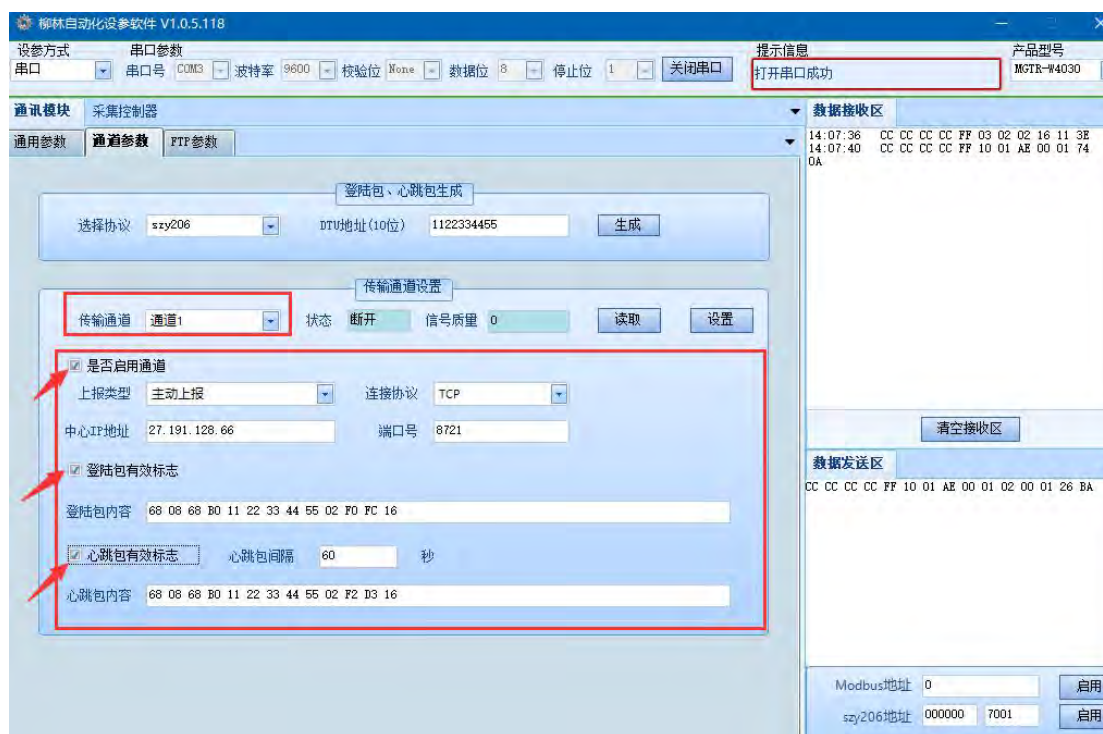 柳林自动化设参软件 V1.0.5.118
设参方式 串口参数 提示信息 产品型号
串口 串口号 COM3 波特率 9600 校验位 None 数据位 8 停止位 1 关闭串口 打开串口成功 MGTR-W4030
通讯模块 采集控制器 数据接收区
通用参数 通道参数 FTP参数
14:07:36 CC CC CC CC FF 03 02 02 16 11 3E
14:07:40 CC CC CC CC FF 10 01 AE 00 01 74
0A
登陆包、心跳包生成
选择协议 szy206 DTU地址(10位) 1122334455 生成
传输通道设置
传输通道 通道1 状态 断开 信号质量 0 读取 设置
是否启用通道
上报类型 主动上报 连接协议 TCP
中心IP地址 27.191.128.66 端口号 8721
清空接收区
登陆包有效标志
数据发送区
CC CC CC CC FF 10 01 AE 00 01 02 00 01 26 BA
登陆包内容 68 08 68 B0 11 22 33 44 55 02 F0 FC 16
心跳包有效标志 心跳包间隔 60 秒
心跳包内容 68 08 68 B0 11 22 33 44 55 02 F2 D3 16
Modbus地址 0 启用
szy206地址 000000 7001 启用